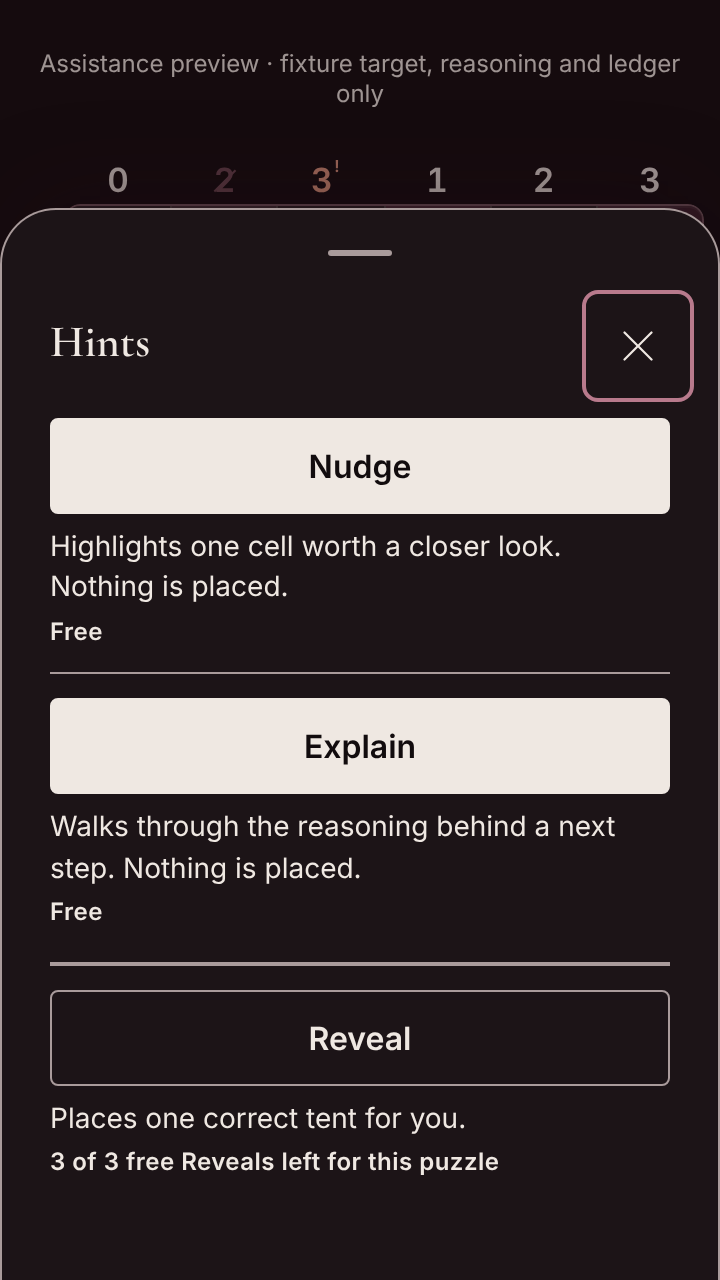 Assistance preview · fixture target, reasoning and ledger
only
0 2 3! 1 2 3
Hints
Nudge
Highlights one cell worth a closer look.
Nothing is placed.
Free
Explain
Walks through the reasoning behind a next
step. Nothing is placed.
Free
Reveal
Places one correct tent for you.
3 of 3 free Reveals left for this puzzle